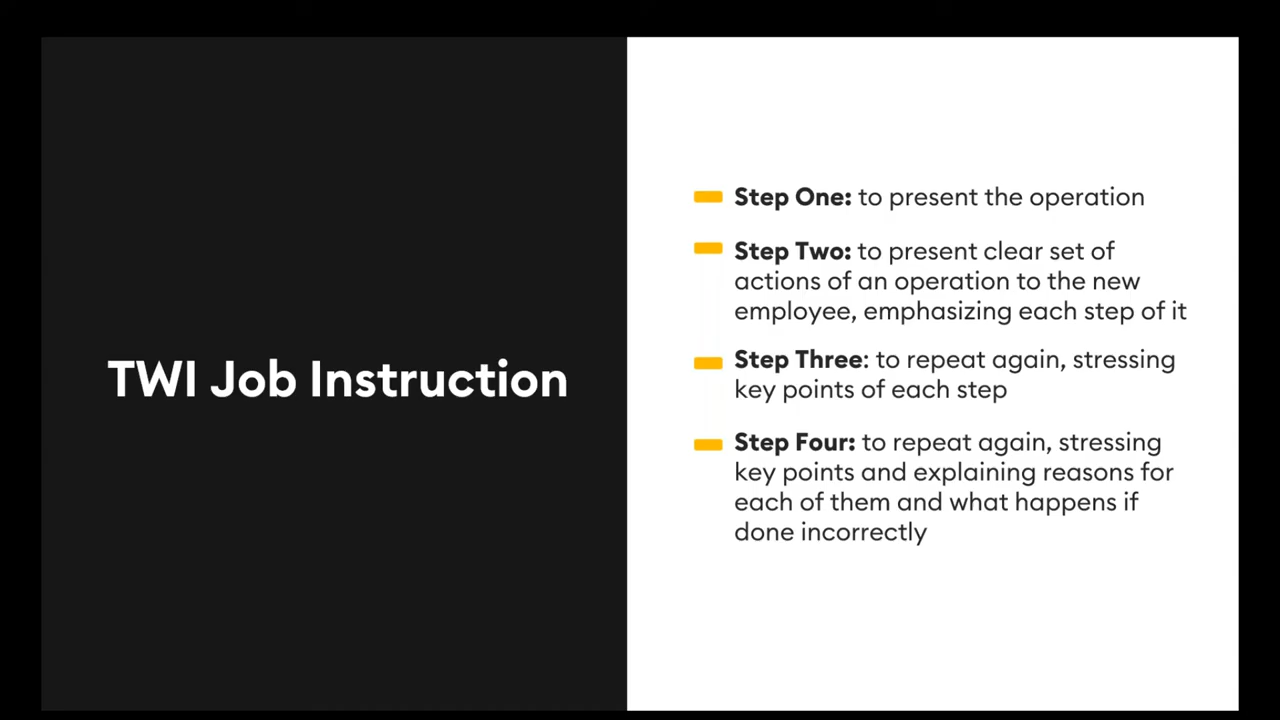 TWI Job Instruction
Step One: to present the operation
Step Two: to present clear set of
actions of an operation to the new
employee, emphasizing each step of it
Step Three: to repeat again, stressing
key points of each step
Step Four: to repeat again, stressing
key points and explaining reasons for
each of them and what happens if
done incorrectly